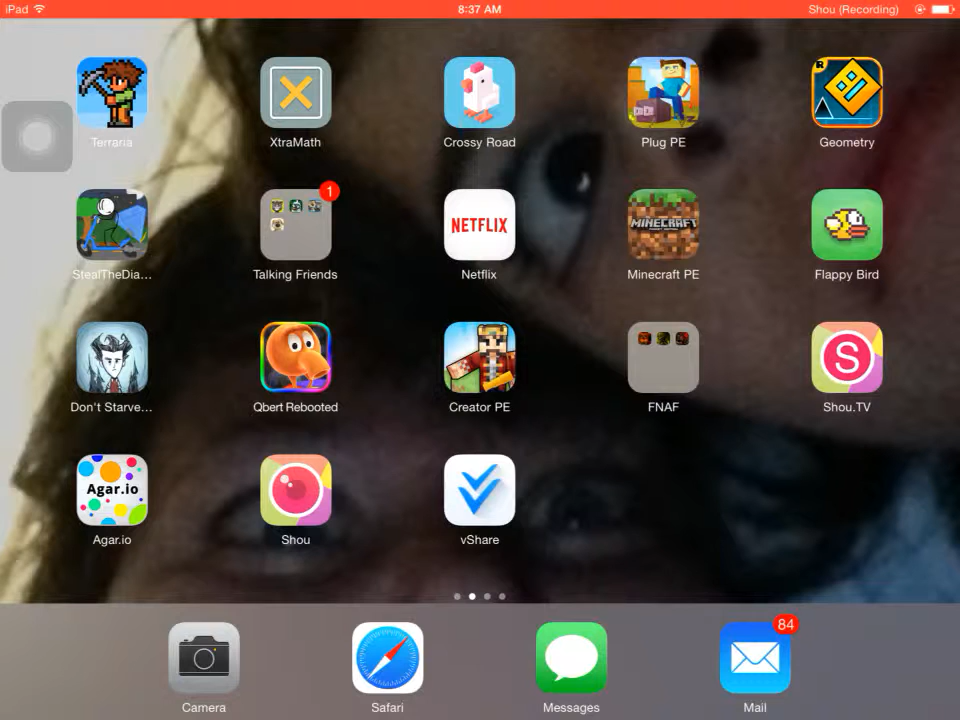 iPad 8:37 AM Shou (Recording)
Terraria XtraMath Crossy Road Plug PE Geometry
1
NETFLIX MINECRAFT
StealTheDia... Talking Friends Netflix Minecraft PE Flappy Bird
S
Don't Starve... Qbert Rebooted Creator PE FNAF Shou.TV
Agar.io
Agar.io Shou vShare
84
Camera Safari Messages Mail